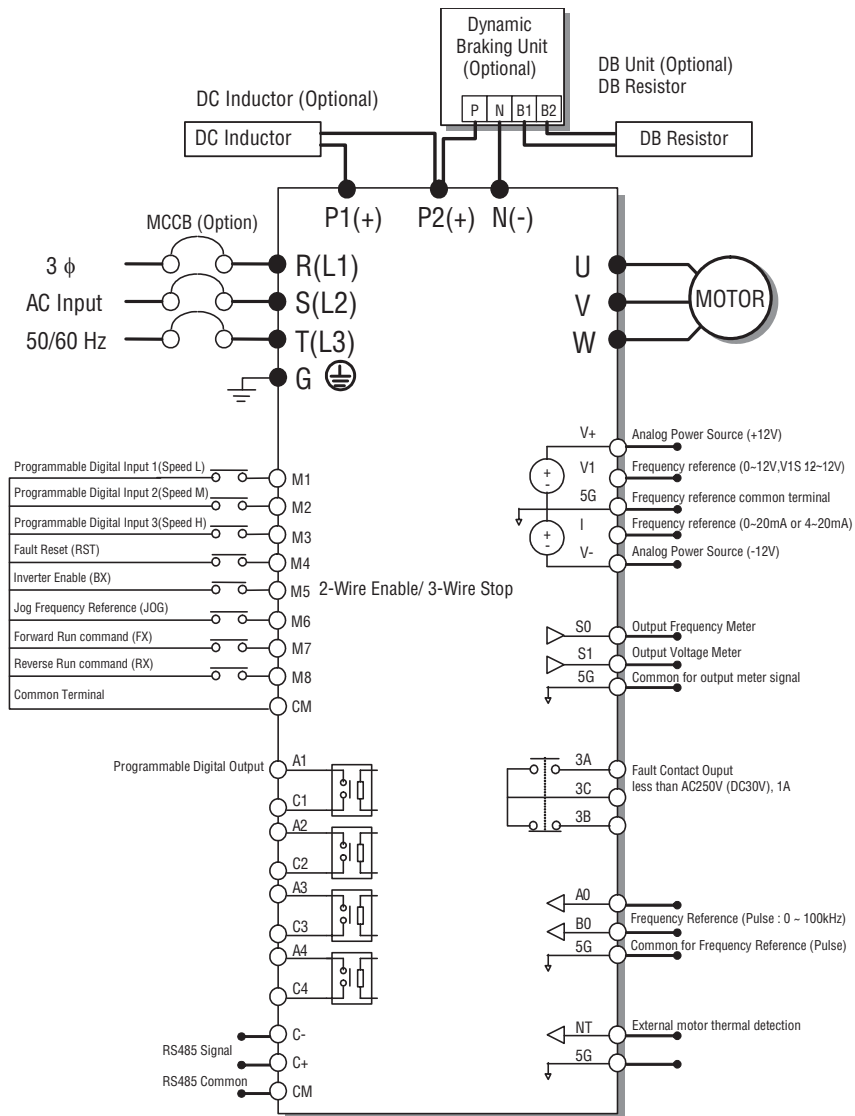 Dynamic
Braking Unit
(Optional)
P N B1 B2
DB Unit (Optional)
DB Resistor
DB Resistor
DC Inductor (Optional)
DC Inductor
P1(+) P2(+) N(-)
MCCB (Option)
3 ϕ
AC Input
50/60 Hz
R(L1)
S(L2)
T(L3)
G
U
V
W
MOTOR
Programmable Digital Input 1(Speed L)
M1
Programmable Digital Input 2(Speed M)
M2
Programmable Digital Input 3(Speed H)
M3
Fault Reset (RST)
M4
Inverter Enable (BX)
M5 2-Wire Enable/ 3-Wire Stop
Jog Frequency Reference (JOG)
M6
Forward Run command (FX)
M7
Reverse Run command (RX)
M8
Common Terminal
CM
V+ Analog Power Source (+12V)
V1 Frequency reference (0~12V,V1S 12~12V)
5G Frequency reference common terminal
I Frequency reference (0~20mA or 4~20mA)
V- Analog Power Source (-12V)
+
-
+
-
S0 Output Frequency Meter
S1 Output Voltage Meter
5G Common for output meter signal
Programmable Digital Output
A1
C1
A2
C2
A3
C3
A4
C4
3A
3C
3B
Fault Contact Ouput
less than AC250V (DC30V), 1A
A0
B0
Frequency Reference (Pulse : 0 ~ 100kHz)
5G Common for Frequency Reference (Pulse)
NT External motor thermal detection
5G
C-
RS485 Signal
C+
RS485 Common
CM